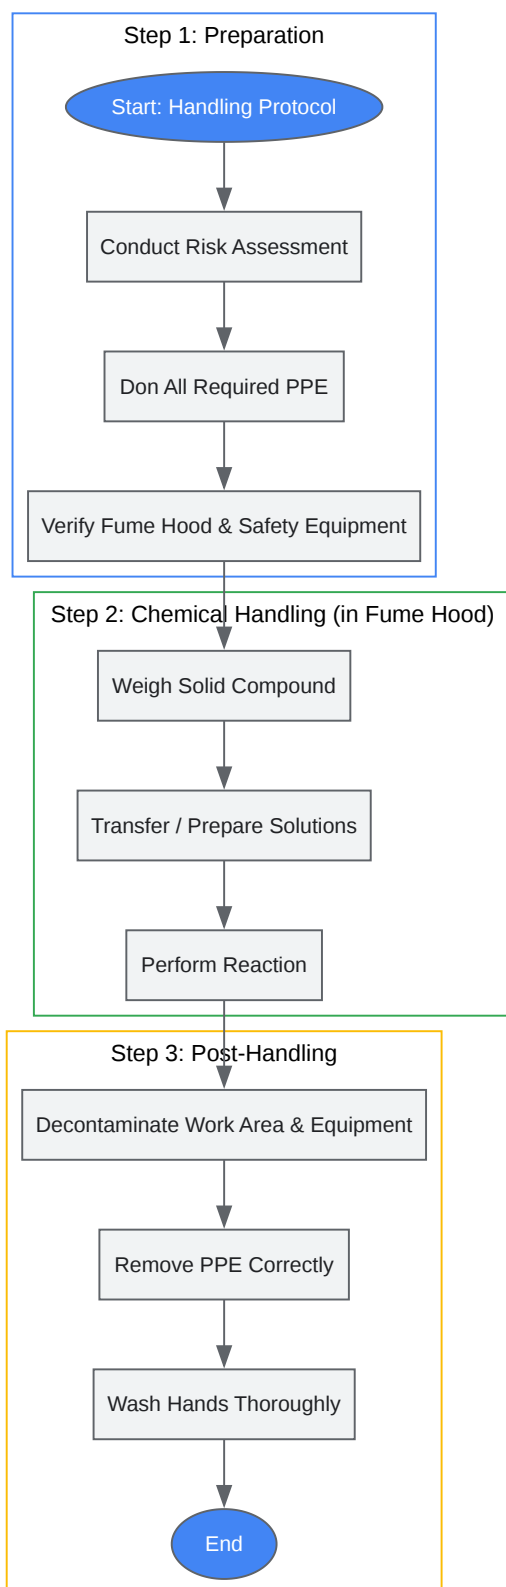 Step 1: Preparation
Start: Handling Protocol
Conduct Risk Assessment
Don All Required PPE
Verify Fume Hood & Safety Equipment
Step 2: Chemical Handling (in Fume Hood)
Weigh Solid Compound
Transfer / Prepare Solutions
Perform Reaction
Step 3: Post-Handling
Decontaminate Work Area & Equipment
Remove PPE Correctly
Wash Hands Thoroughly
End